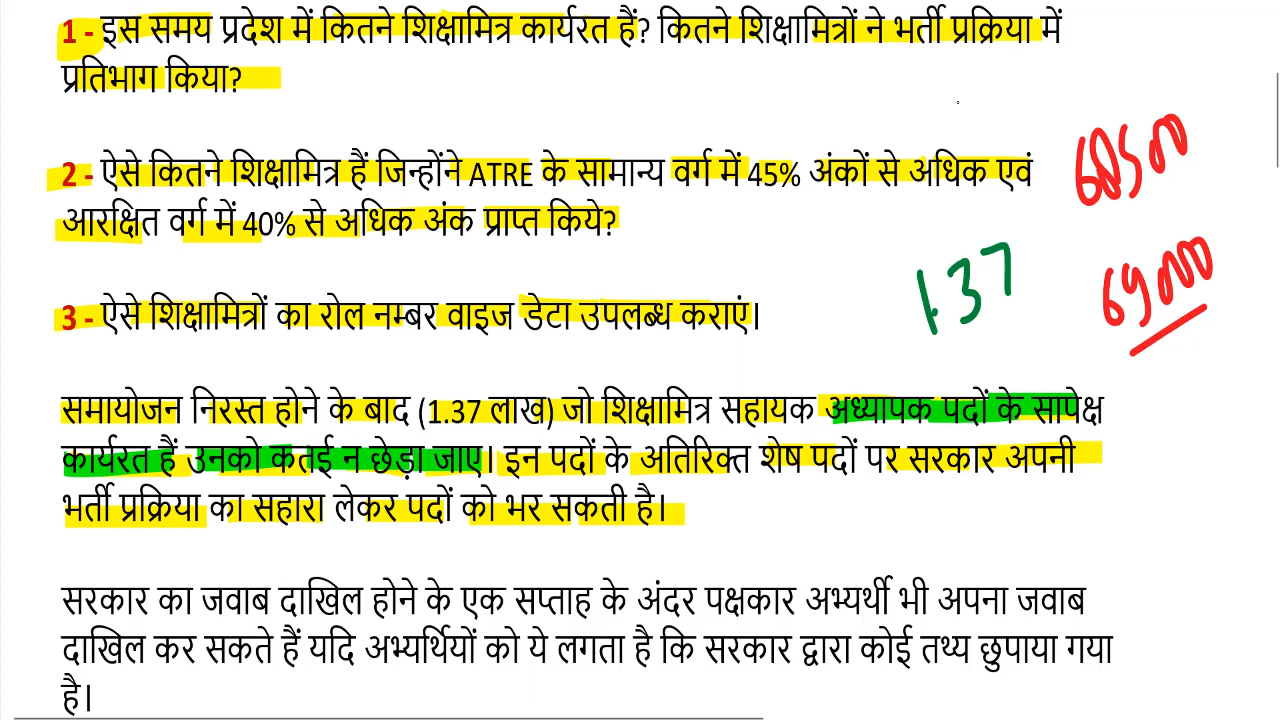 1 - इस समय प्रदेश में कितने शिक्षामित्र कार्यरत हैं? कितने शिक्षामित्रों ने भर्ती प्रक्रिया में
प्रतिभाग किया?
2 - ऐसे कितने शिक्षामित्र हैं जिन्होंने ATRE के सामान्य वर्ग में 45% अंकों से अधिक एवं
आरक्षित वर्ग में 40% से अधिक अंक प्राप्त किये?
68500
1.37
69000
3 - ऐसे शिक्षामित्रों का रोल नम्बर वाइज डेटा उपलब्ध कराएं।
समायोजन निरस्त होने के बाद (1.37 लाख) जो शिक्षामित्र सहायक अध्यापक पदों के सापेक्ष
कार्यरत हैं उनको कतई न छेड़ा जाए। इन पदों के अतिरिक्त शेष पदों पर सरकार अपनी
भर्ती प्रक्रिया का सहारा लेकर पदों को भर सकती है।
सरकार का जवाब दाखिल होने के एक सप्ताह के अंदर पक्षकार अभ्यर्थी भी अपना जवाब
दाखिल कर सकते हैं यदि अभ्यर्थियों को ये लगता है कि सरकार द्वारा कोई तथ्य छुपाया गया
है।